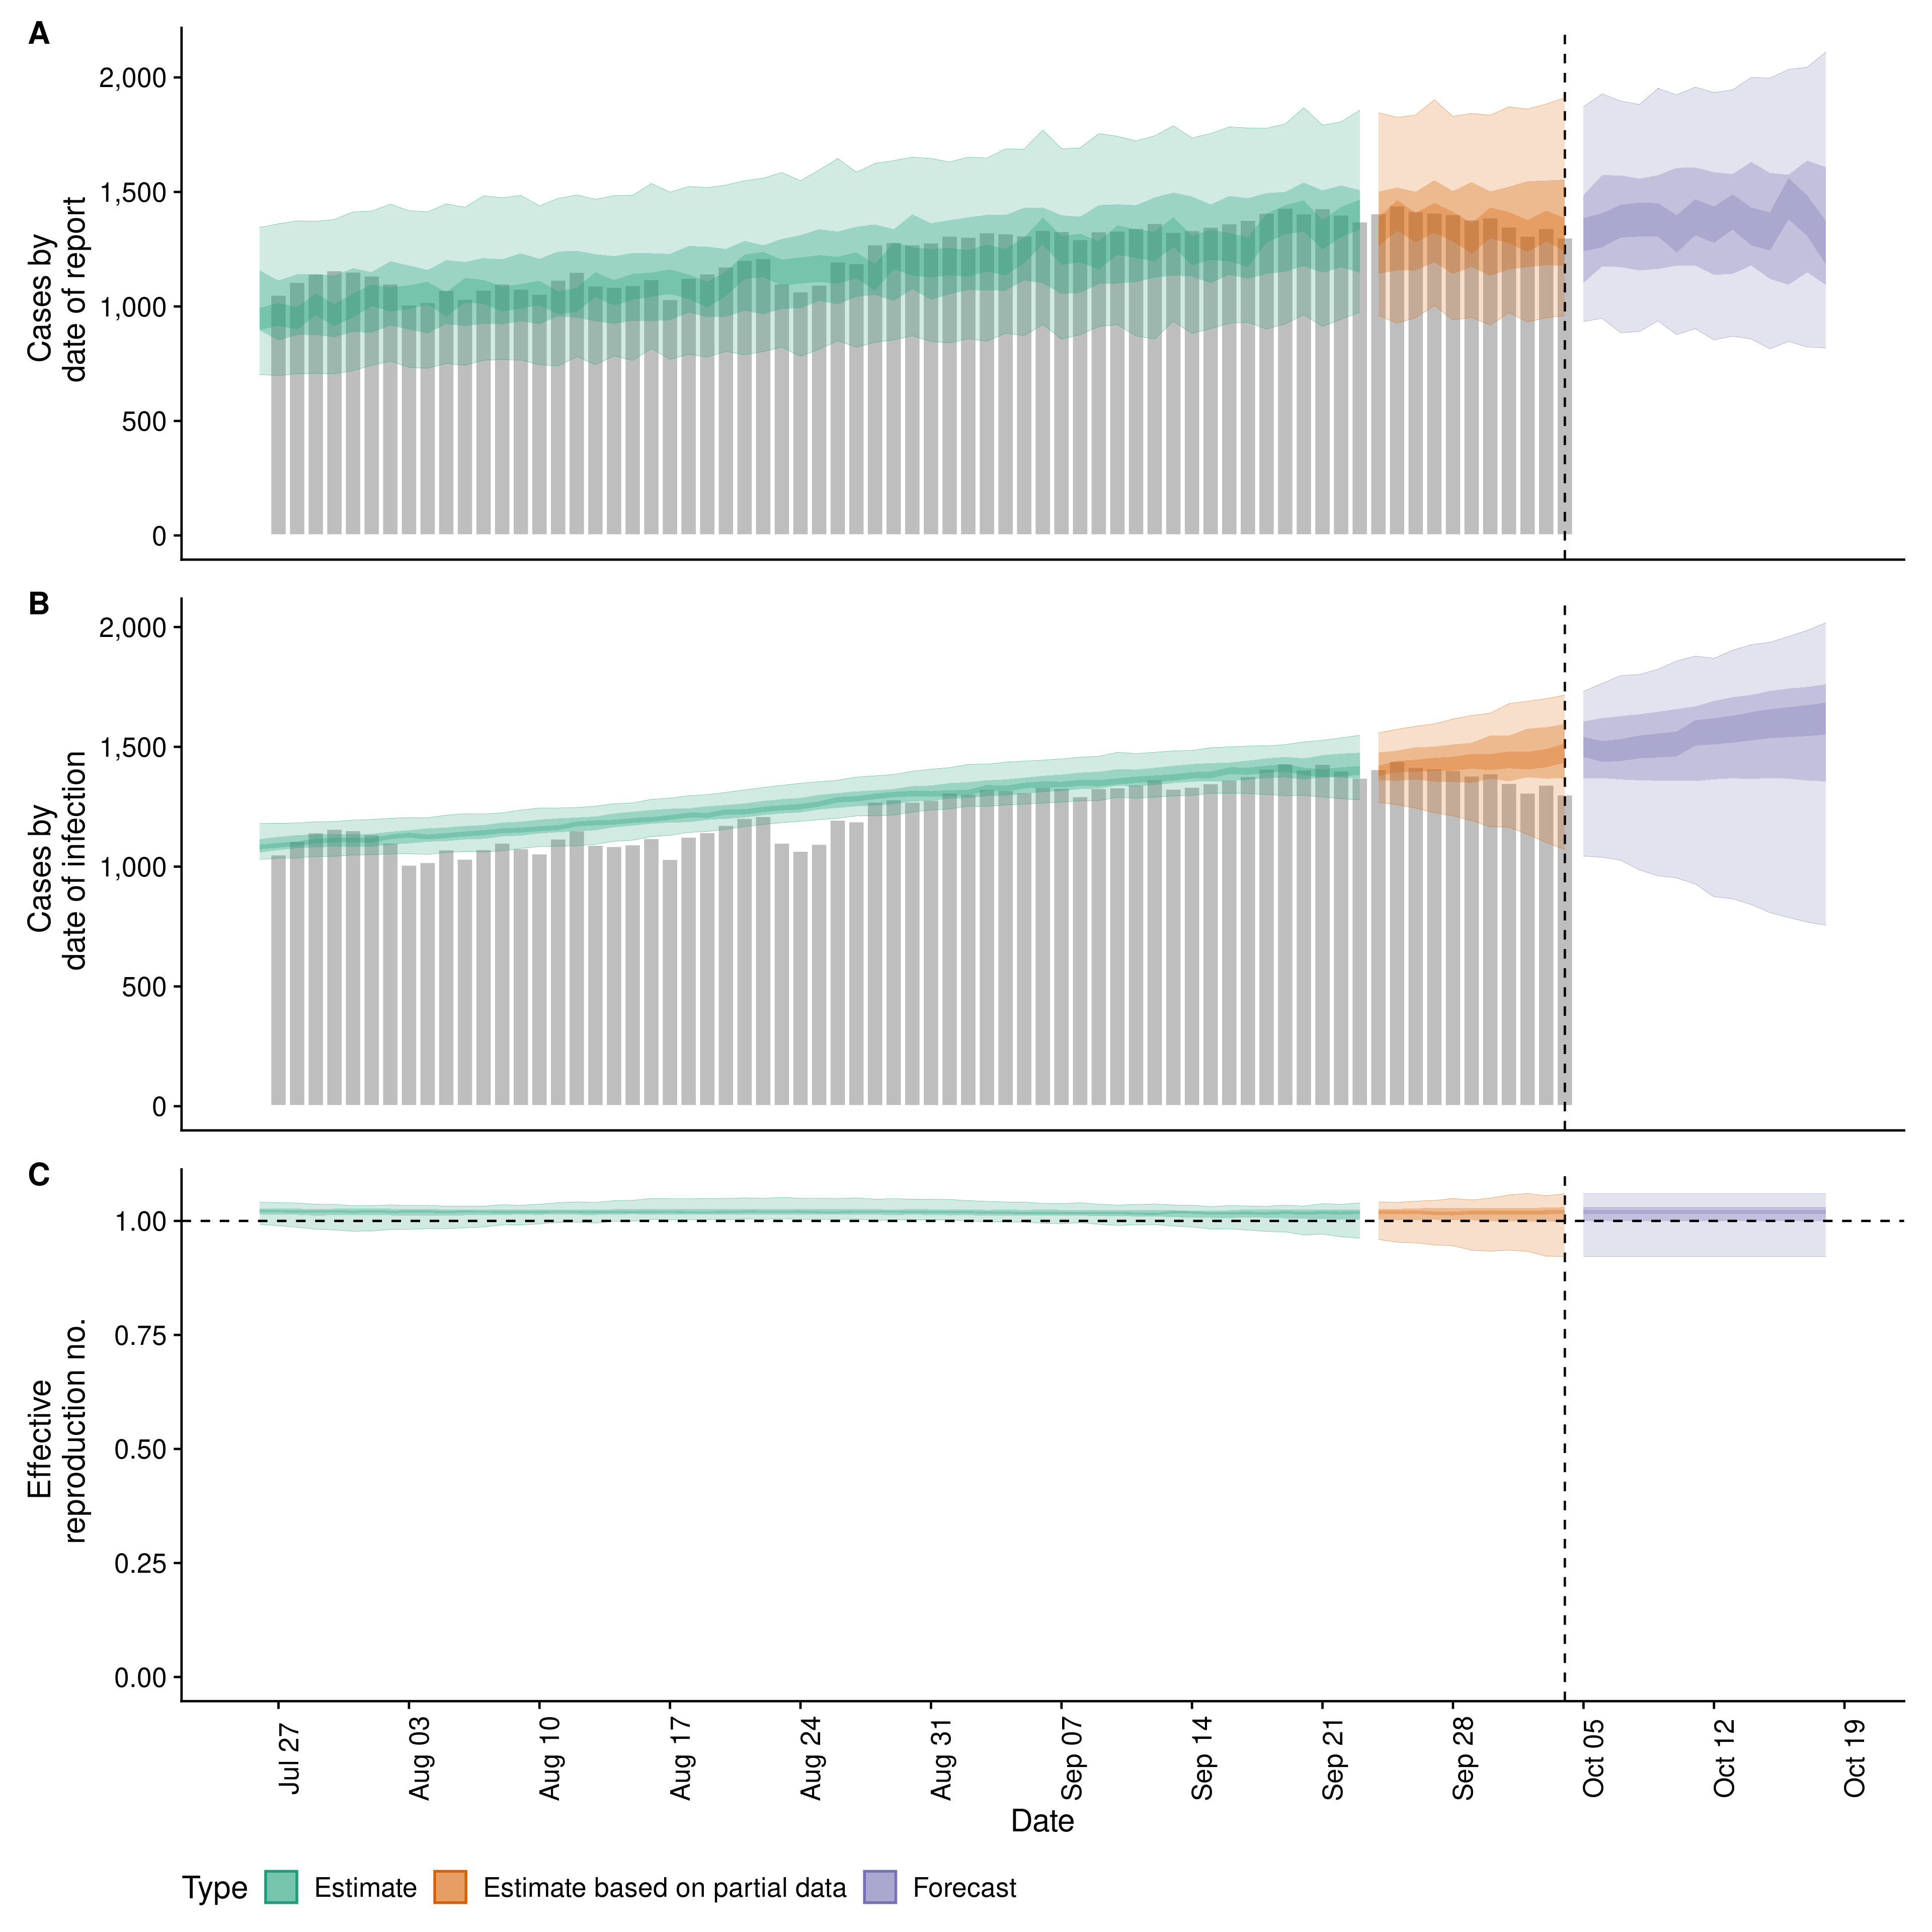 A
2,000
1,500
1,000
500
0
Cases by
date of report
B
2,000
1,500
1,000
500
0
Cases by
date of infection
C
1.00
0.75
0.50
0.25
0.00
Effective
reproduction no.
Jul 27
Aug 03
Aug 10
Aug 17
Aug 24
Aug 31
Sep 07
Sep 14
Sep 21
Sep 28
Oct 05
Oct 12
Oct 19
Date
Type Estimate Estimate based on partial data Forecast